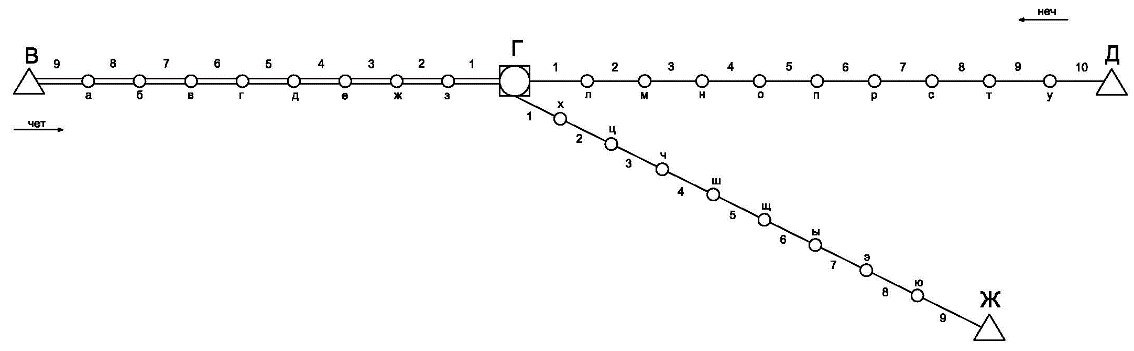 неч
В Г Д
9 8 7 6 5 4 3 2 1 1 2 3 4 5 6 7 8 9 10
а б в г д е ж з л м н о п р с т у
чет
1 х
2 ц
3 ч
4 ш
5 щ
6 ы
7 э
8 ю
9 Ж